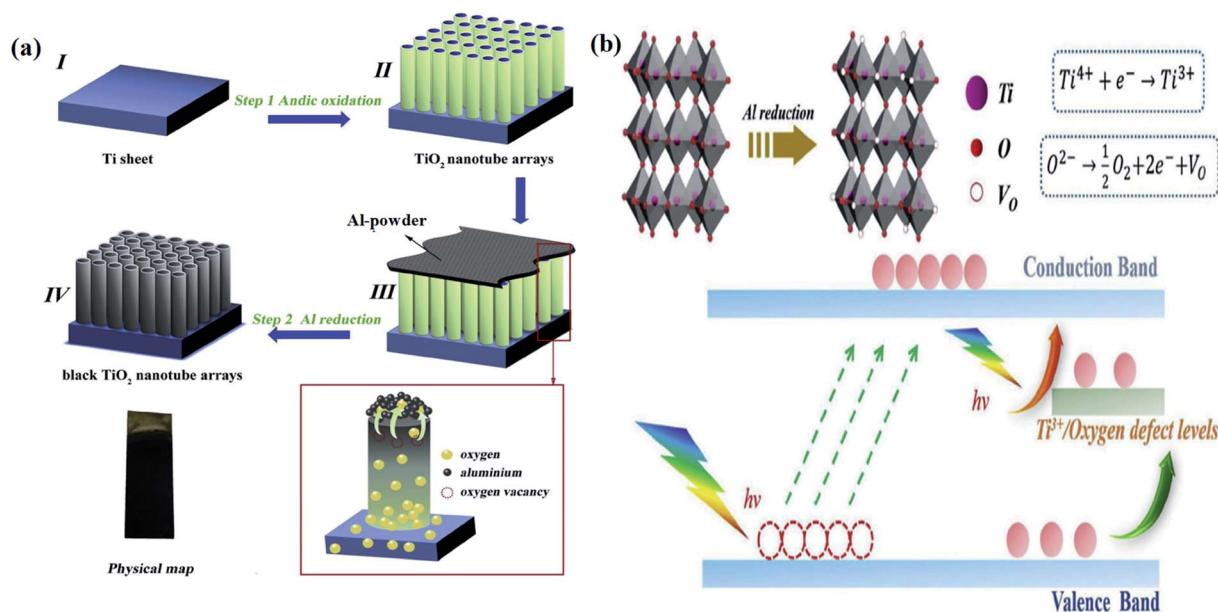 (a)
I
Ti sheet
Step 1 Andic oxidation
II
TiO₂ nanotube arrays
Al-powder
III
Step 2 Al reduction
IV
black TiO₂ nanotube arrays
Physical map
oxygen
aluminium
oxygen vacancy
(b)
Al reduction
Ti
O
V_O
Ti⁴⁺ + e⁻ → Ti³⁺
O²⁻ → ½O₂+2e⁻+V_O
Conduction Band
hv
Ti³⁺/Oxygen defect levels
hv
Valence Band